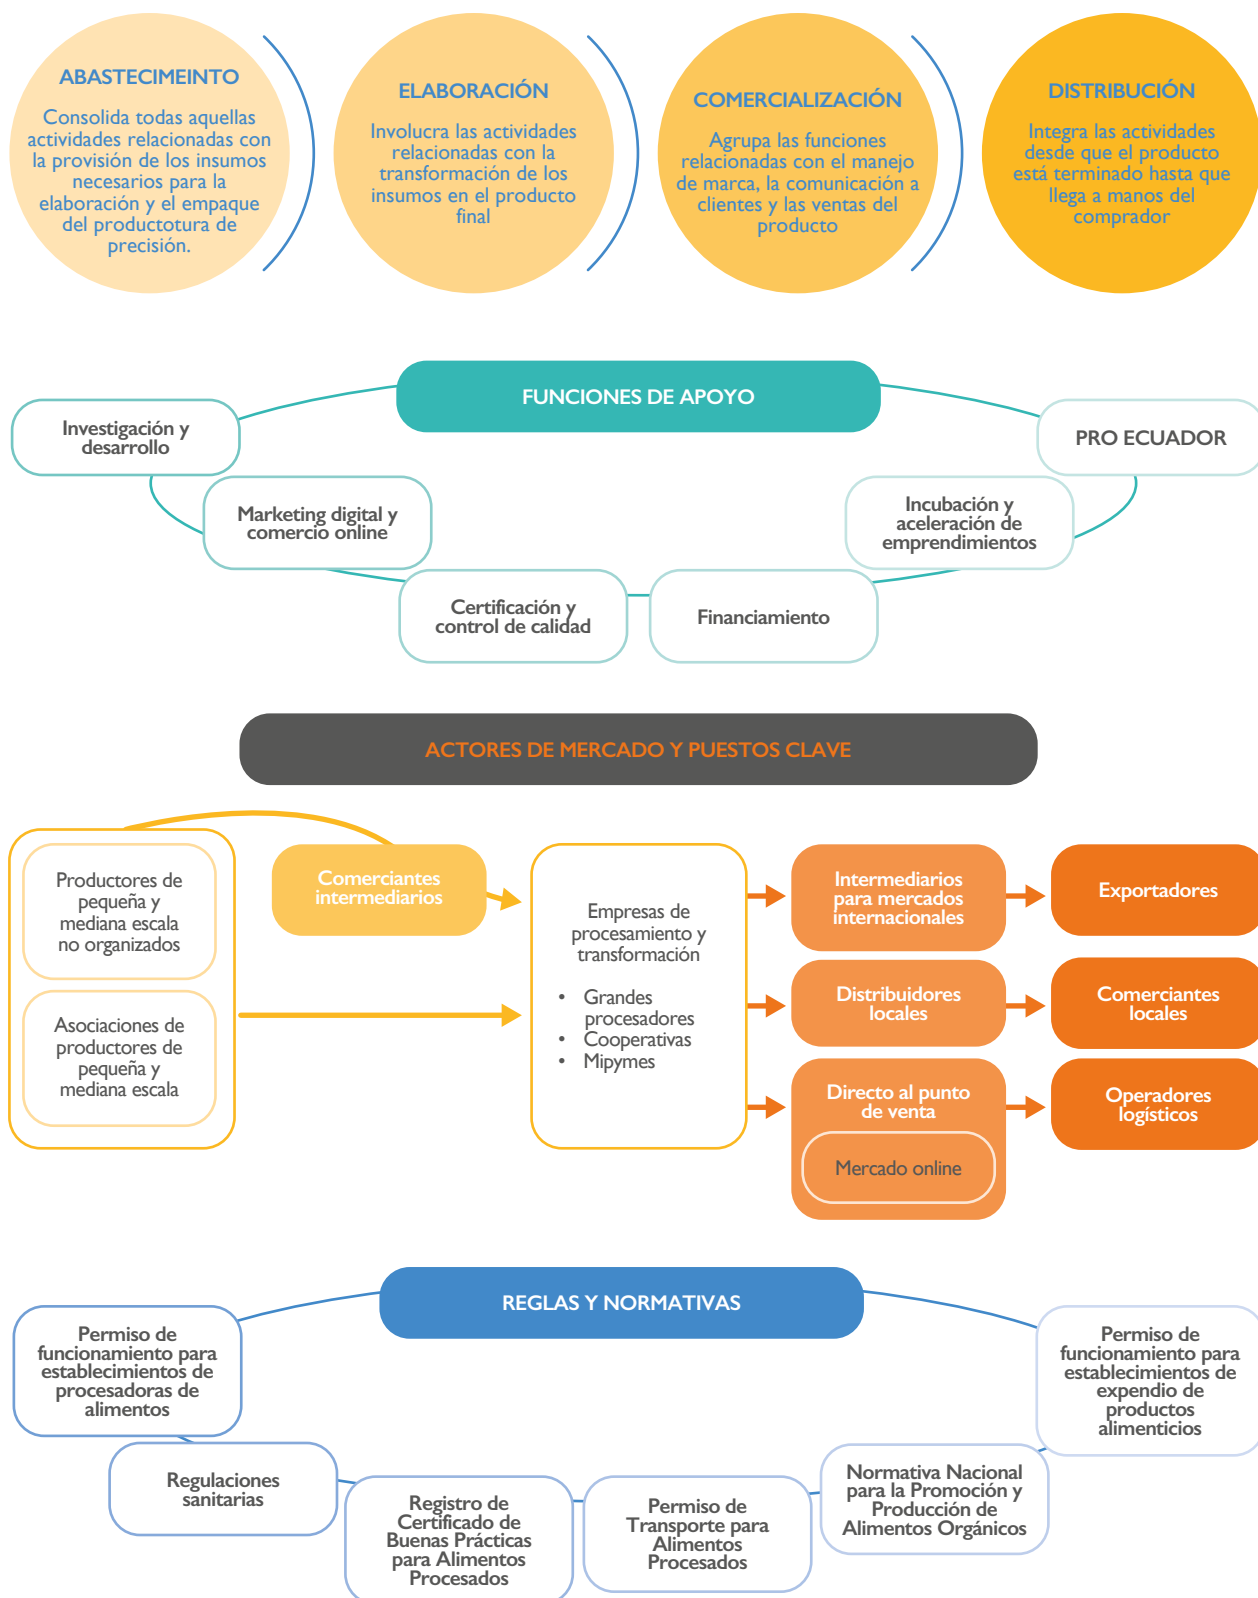 ABASTECIMEINTO
Consolida todas aquellas
actividades relacionadas con
la provisión de los insumos
necesarios para la
elaboración y el empaque
del productotura de
precisión.
ELABORACIÓN
Involucra las actividades
relacionadas con la
transformación de los
insumos en el producto
final
COMERCIALIZACIÓN
Agrupa las funciones
relacionadas con el manejo
de marca, la comunicación a
clientes y las ventas del
producto
DISTRIBUCIÓN
Integra las actividades
desde que el producto
está terminado hasta que
llega a manos del
comprador
FUNCIONES DE APOYO
Investigación y
desarrollo
Marketing digital y
comercio online
Certificación y
control de calidad
Financiamiento
Incubación y
aceleración de
emprendimientos
PRO ECUADOR
ACTORES DE MERCADO Y PUESTOS CLAVE
Productores de
pequeña y
mediana escala
no organizados
Asociaciones de
productores de
pequeña y
mediana escala
Comerciantes
intermediarios
Empresas de
procesamiento y
transformación
• Grandes
procesadores
• Cooperativas
• Mipymes
Intermediarios
para mercados
internacionales
Exportadores
Distribuidores
locales
Comerciantes
locales
Directo al punto
de venta
Mercado online
Operadores
logísticos
REGLAS Y NORMATIVAS
Permiso de
funcionamiento para
establecimientos de
procesadoras de
alimentos
Regulaciones
sanitarias
Registro de
Certificado de
Buenas Prácticas
para Alimentos
Procesados
Permiso de
Transporte para
Alimentos
Procesados
Normativa Nacional
para la Promoción y
Producción de
Alimentos Orgánicos
Permiso de
funcionamiento para
establecimientos de
expendio de
productos
alimenticios